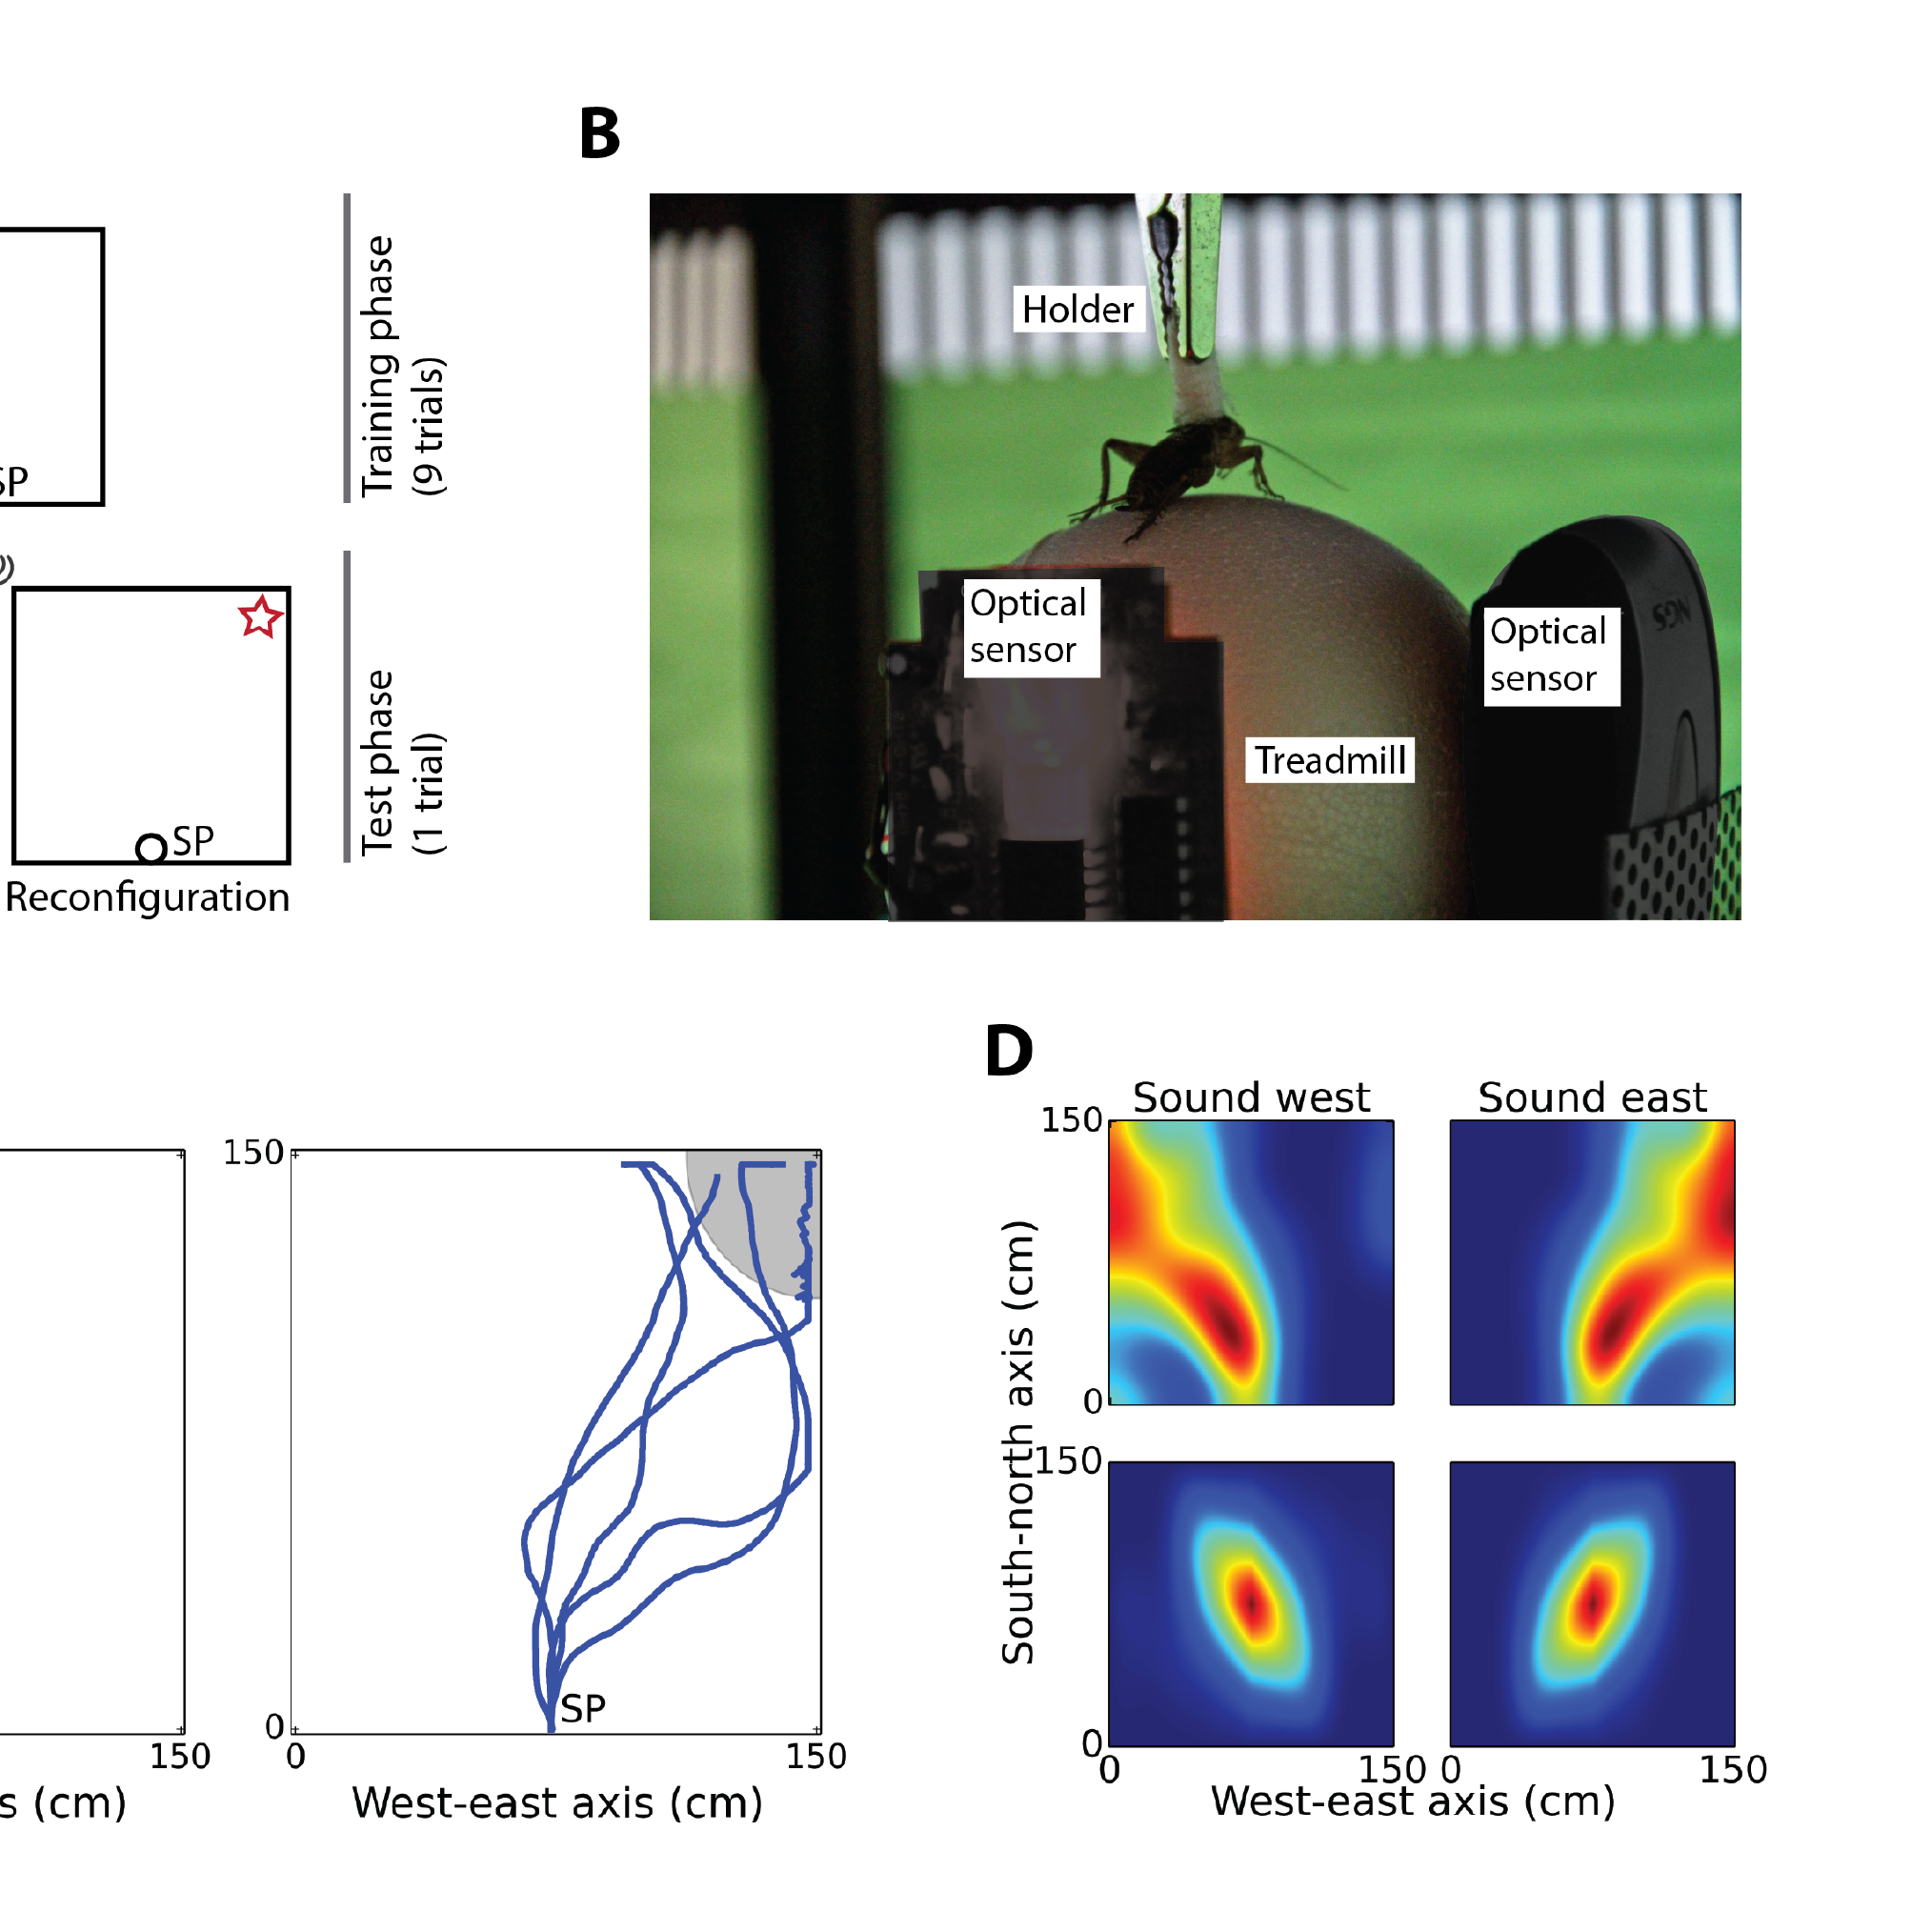 B
SP
Training phase
(9 trials)
SP
Reconfiguration
Test phase
(1 trial)
Holder
Optical
sensor
Optical
sensor
Treadmill
NGS
150
150
0
SP
0
150
s (cm)
West-east axis (cm)
D
Sound west
Sound east
150
0
150
0
South-north axis (cm)
0
150
0
150
West-east axis (cm)